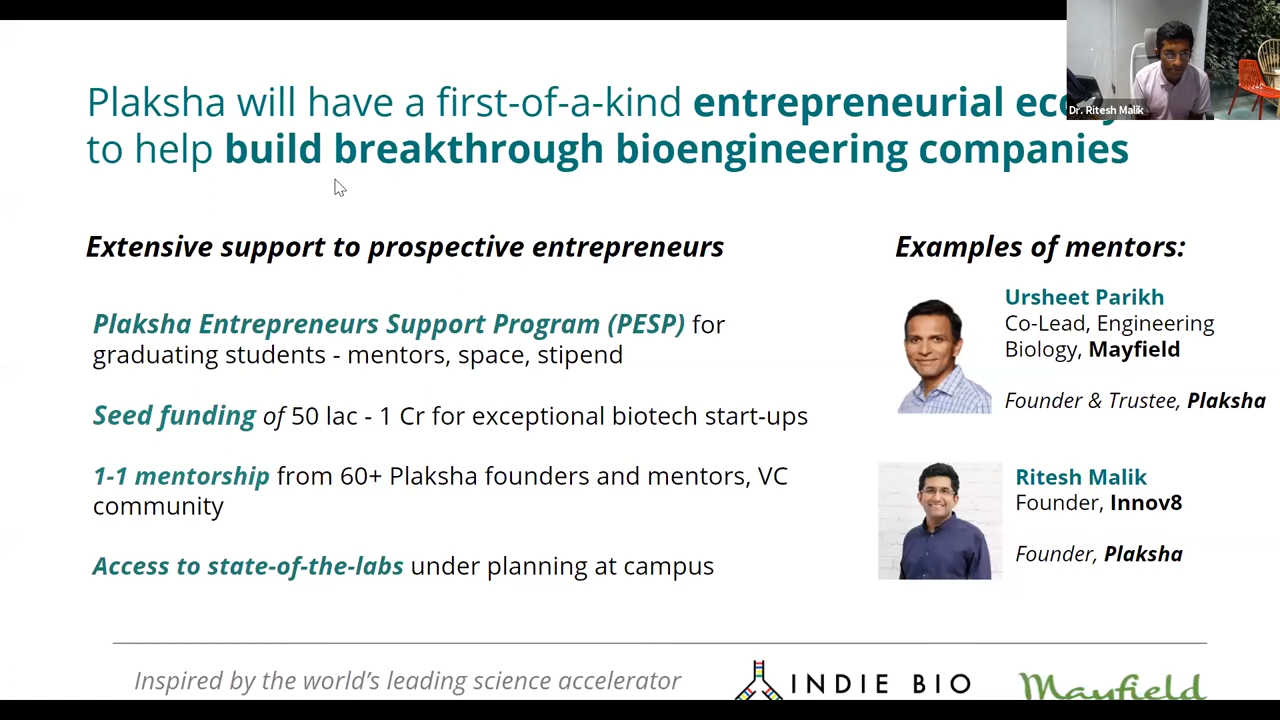 Plaksha will have a first-of-a-kind entrepreneurial
to help build breakthrough bioengineering companies
Dr. Ritesh Malik
Extensive support to prospective entrepreneurs
Plaksha Entrepreneurs Support Program (PESP) for
graduating students - mentors, space, stipend
Seed funding of 50 lac - 1 Cr for exceptional biotech start-ups
1-1 mentorship from 60+ Plaksha founders and mentors, VC
community
Access to state-of-the-labs under planning at campus
Examples of mentors:
Ursheet Parikh
Co-Lead, Engineering
Biology, Mayfield
Founder & Trustee, Plaksha
Ritesh Malik
Founder, Innov8
Founder, Plaksha
Inspired by the world's leading science accelerator
INDIE BIO
Mayfield